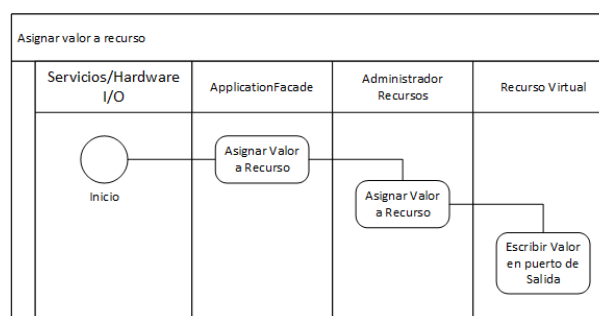 Asignar valor a recurso
Servicios/Hardware
I/O
ApplicationFacade
Administrador
Recursos
Recurso Virtual
Inicio
Asignar Valor
a Recurso
Asignar Valor
a Recurso
Escribir Valor
en puerto de
Salida